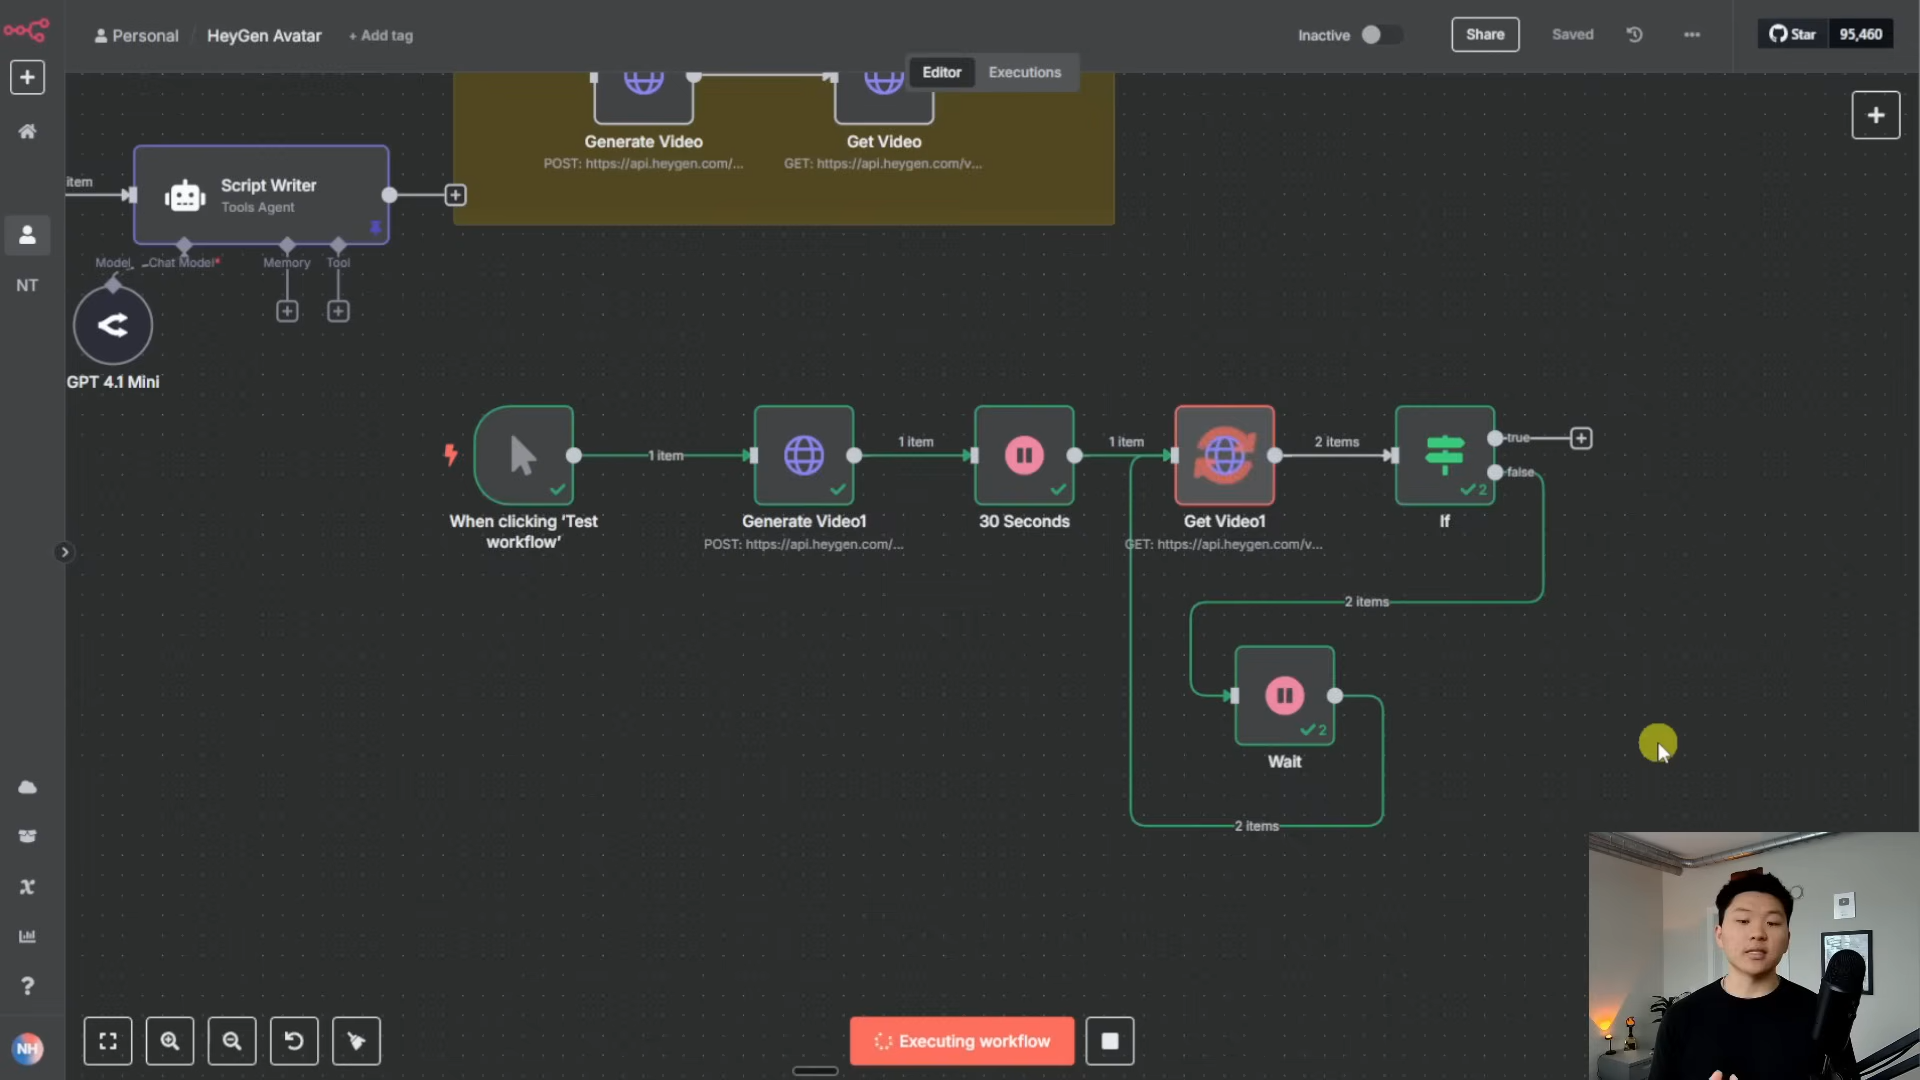 Personal / HeyGen Avatar + Add tag
Inactive Share Saved ••• Star 95,460
Editor Executions
Generate Video
POST: https://api.heygen.com/...
Get Video
GET: https://api.heygen.com/v...
item
Script Writer
Tools Agent
Model
Chat Model*
Memory
Tool
NT
GPT 4.1 Mini
1 item
1 item
1 item
2 items
true
false
2
When clicking ‘Test
workflow’
Generate Video1
POST: https://api.heygen.com/...
30 Seconds
Get Video1
GET: https://api.heygen.com/v...
If
2 items
2
Wait
2 items
NH
Executing workflow